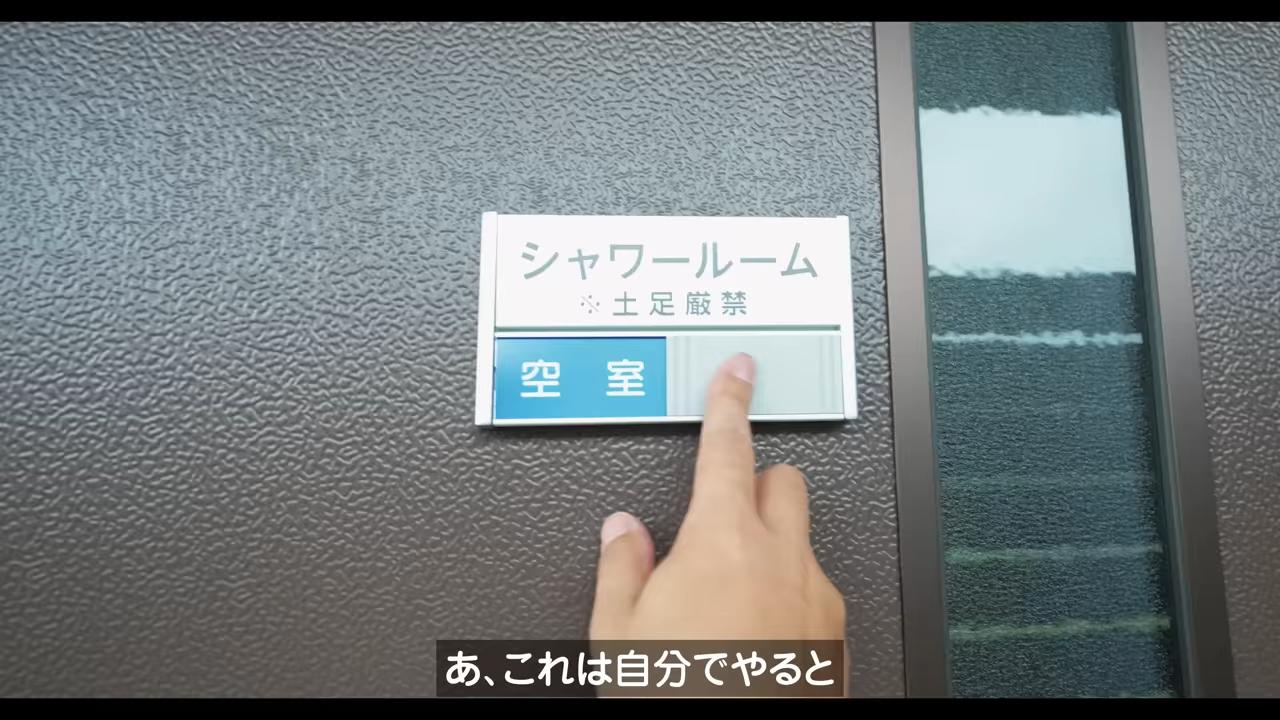 シャワールーム
※土足厳禁
空室
あ、これは自分でやると